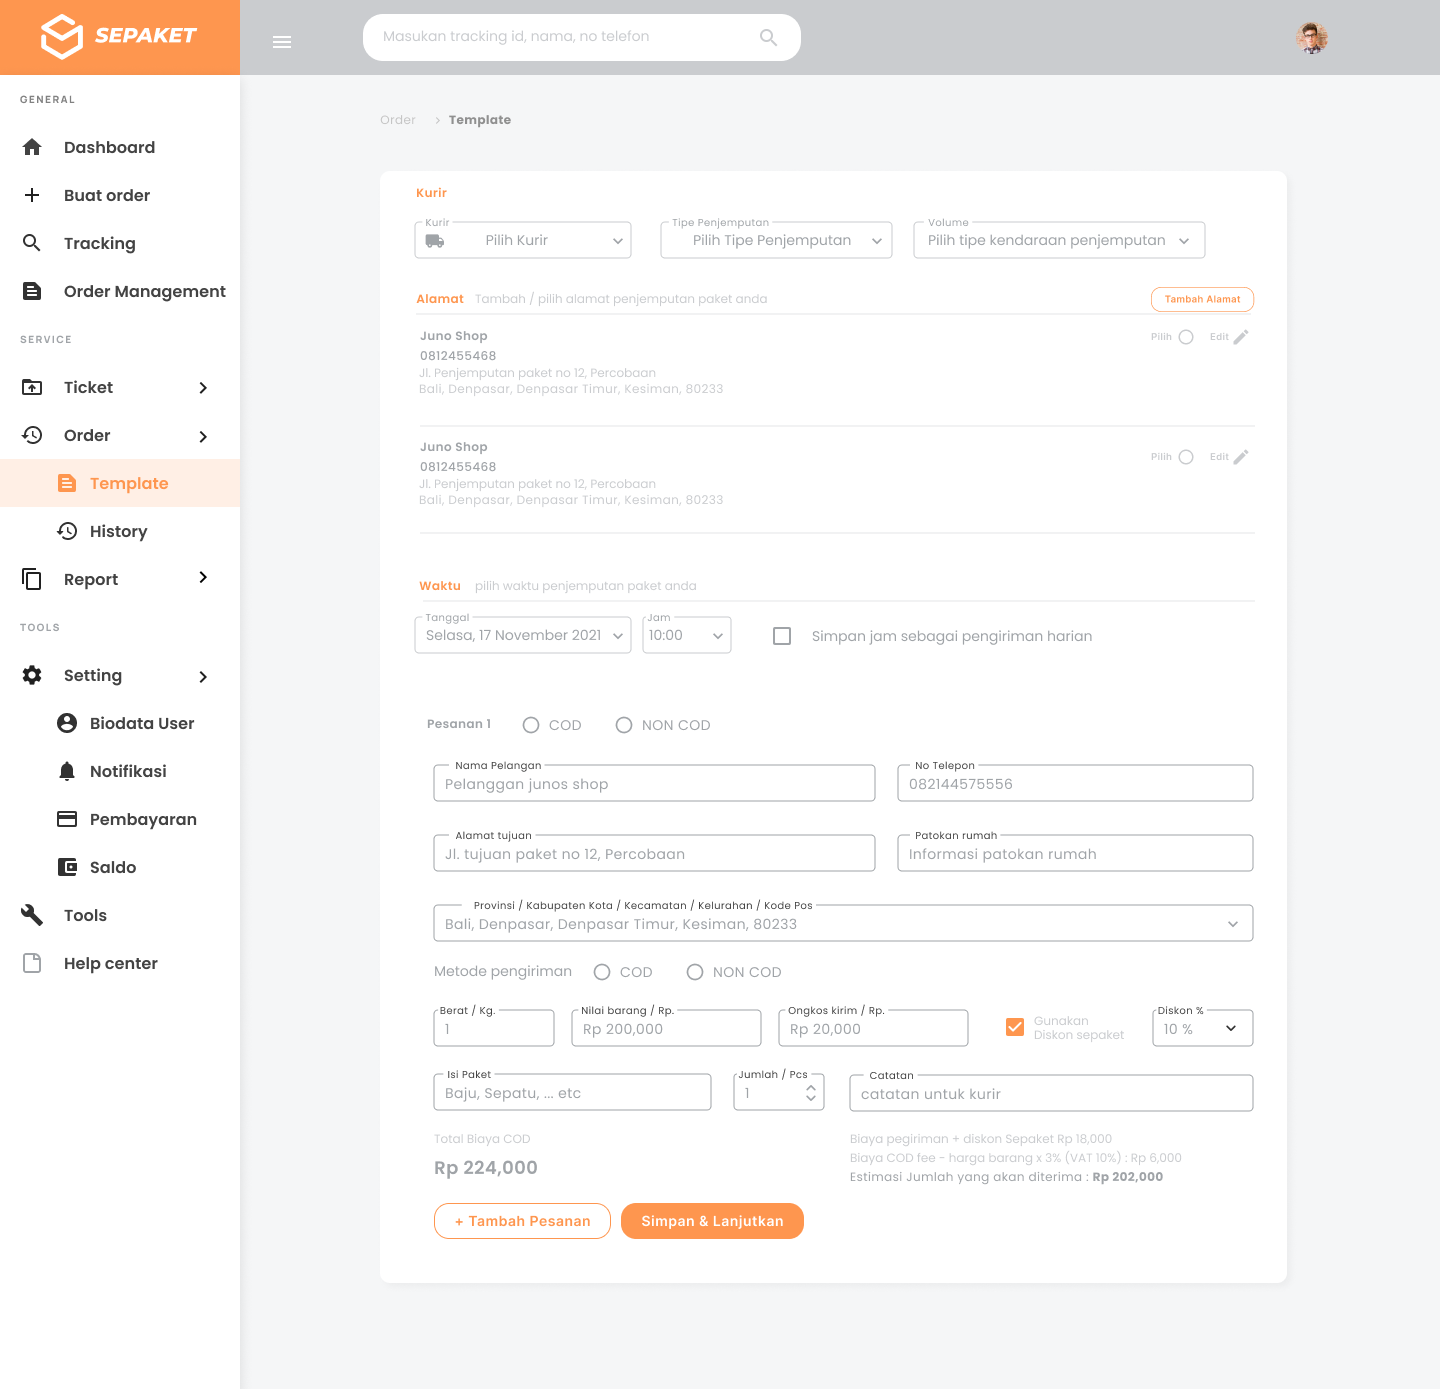 SEPAKET
Masukan tracking id, nama, no telefon
GENERAL
Dashboard
Buat order
Tracking
Order Management
SERVICE
Ticket
Order
Template
History
Report
TOOLS
Setting
Biodata User
Notifikasi
Pembayaran
Saldo
Tools
Help center
Order > Template
Kurir
Kurir
Pilih Kurir
Tipe Penjemputan
Pilih Tipe Penjemputan
Volume
Pilih tipe kendaraan penjemputan
Alamat Tambah / pilih alamat penjemputan paket anda
Tambah Alamat
Juno Shop
Pilih
Edit
0812455468
Jl. Penjemputan paket no 12, Percobaan
Bali, Denpasar, Denpasar Timur, Kesiman, 80233
Juno Shop
Pilih
Edit
0812455468
Jl. Penjemputan paket no 12, Percobaan
Bali, Denpasar, Denpasar Timur, Kesiman, 80233
Waktu pilih waktu penjemputan paket anda
Tanggal
Selasa, 17 November 2021
Jam
10:00
Simpan jam sebagai pengiriman harian
Pesanan 1
COD
NON COD
Nama Pelangan
Pelanggan junos shop
No Telepon
082144575556
Alamat tujuan
Jl. tujuan paket no 12, Percobaan
Patokan rumah
Informasi patokan rumah
Provinsi / Kabupaten Kota / Kecamatan / Kelurahan / Kode Pos
Bali, Denpasar, Denpasar Timur, Kesiman, 80233
Metode pengiriman
COD
NON COD
Berat / Kg.
1
Nilai barang / Rp.
Rp 200,000
Ongkos kirim / Rp.
Rp 20,000
Gunakan
Diskon sepaket
Diskon %
10 %
Isi Paket
Baju, Sepatu, ... etc
Jumlah / Pcs
1
Catatan
catatan untuk kurir
Total Biaya COD
Rp 224,000
Biaya pegiriman + diskon Sepaket Rp 18,000
Biaya COD fee - harga barang x 3% (VAT 10%) : Rp 6,000
Estimasi Jumlah yang akan diterima : Rp 202,000
+ Tambah Pesanan
Simpan & Lanjutkan